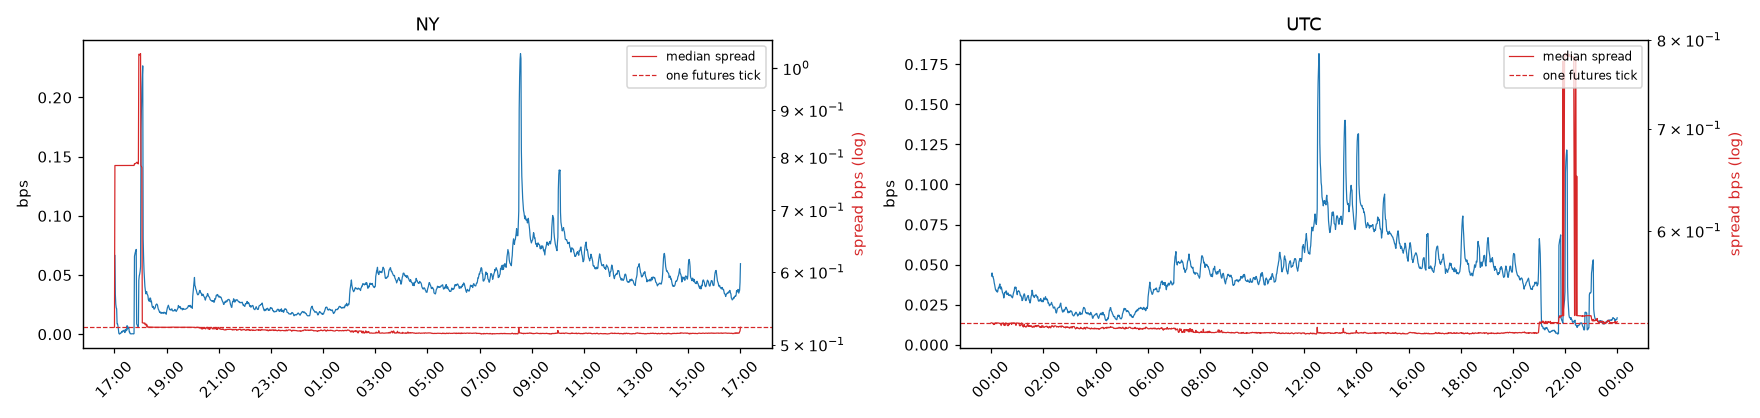 NY
median spread
one futures tick
bps
0.20
0.15
0.10
0.05
0.00
10⁰
9 × 10⁻¹
8 × 10⁻¹
7 × 10⁻¹
6 × 10⁻¹
5 × 10⁻¹
spread bps (log)
17:00
19:00
21:00
23:00
01:00
03:00
05:00
07:00
09:00
11:00
13:00
15:00
17:00
UTC
median spread
one futures tick
bps
0.175
0.150
0.125
0.100
0.075
0.050
0.025
0.000
8 × 10⁻¹
7 × 10⁻¹
6 × 10⁻¹
spread bps (log)
00:00
02:00
04:00
06:00
08:00
10:00
12:00
14:00
16:00
18:00
20:00
22:00
00:00